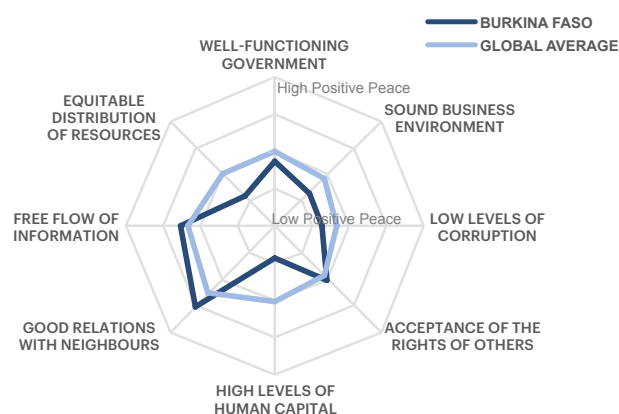 BURKINA FASO
GLOBAL AVERAGE
WELL-FUNCTIONING
GOVERNMENT
High Positive Peace
EQUITABLE
DISTRIBUTION
OF RESOURCES
SOUND BUSINESS
ENVIRONMENT
FREE FLOW OF
INFORMATION
Low Positive Peace
LOW LEVELS OF
CORRUPTION
GOOD RELATIONS
WITH NEIGHBOURS
ACCEPTANCE OF THE
RIGHTS OF OTHERS
HIGH LEVELS OF
HUMAN CAPITAL